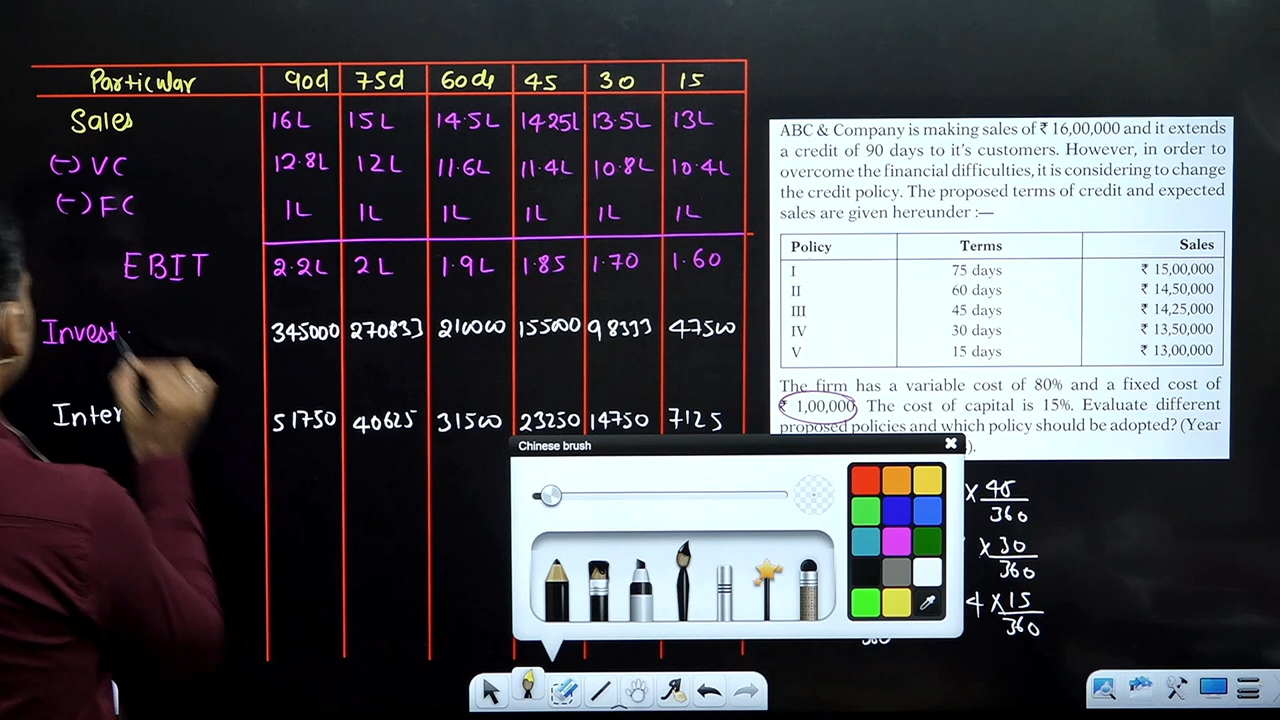 Particular 90d 75d 60ds 45 30 15
Sales 16L 15L 14.5L 1425L 13.5L 13L
(-) VC 12.8L 12L 11.6L 11.4L 10.8L 10.4L
(-) FC 1L 1L 1L 1L 1L 1L
EBIT 2.2L 2L 1.9L 1.85 1.70 1.60
Invest 345000 270833 210000 155000 98333 47500
Inter 51750 40625 31500 23250 14750 7125
ABC & Company is making sales of ₹ 16,00,000 and it extends
a credit of 90 days to it's customers. However, in order to
overcome the financial difficulties, it is considering to change
the credit policy. The proposed terms of credit and expected
sales are given hereunder :—
Policy Terms Sales
I 75 days ₹ 15,00,000
II 60 days ₹ 14,50,000
III 45 days ₹ 14,25,000
IV 30 days ₹ 13,50,000
V 15 days ₹ 13,00,000
The firm has a variable cost of 80% and a fixed cost of
₹ 1,00,000 The cost of capital is 15%. Evaluate different
proposed policies and which policy should be adopted? (Year
).
Chinese brush
× 45
360
× 30
360
4 × 15
360
360